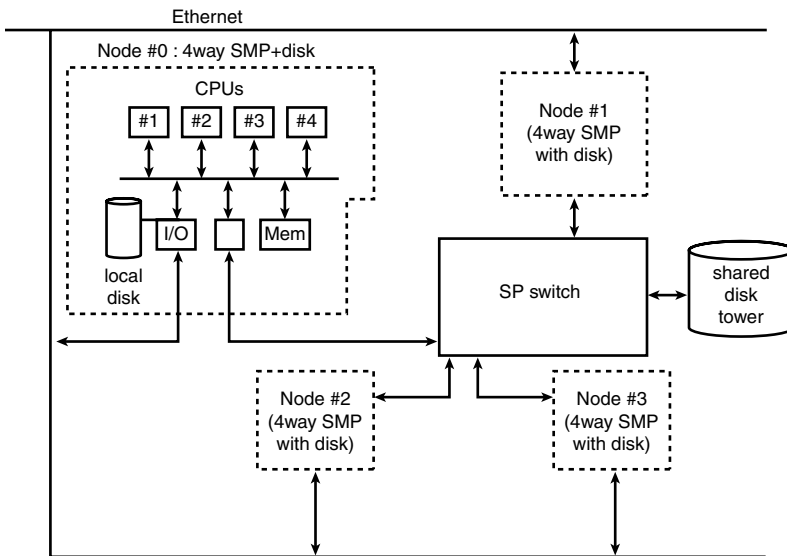 Ethernet
Node #0 : 4way SMP+disk
CPUs
#1
#2
#3
#4
I/O
Mem
local
disk
Node #1
(4way SMP
with disk)
SP switch
shared
disk
tower
Node #2
(4way SMP
with disk)
Node #3
(4way SMP
with disk)